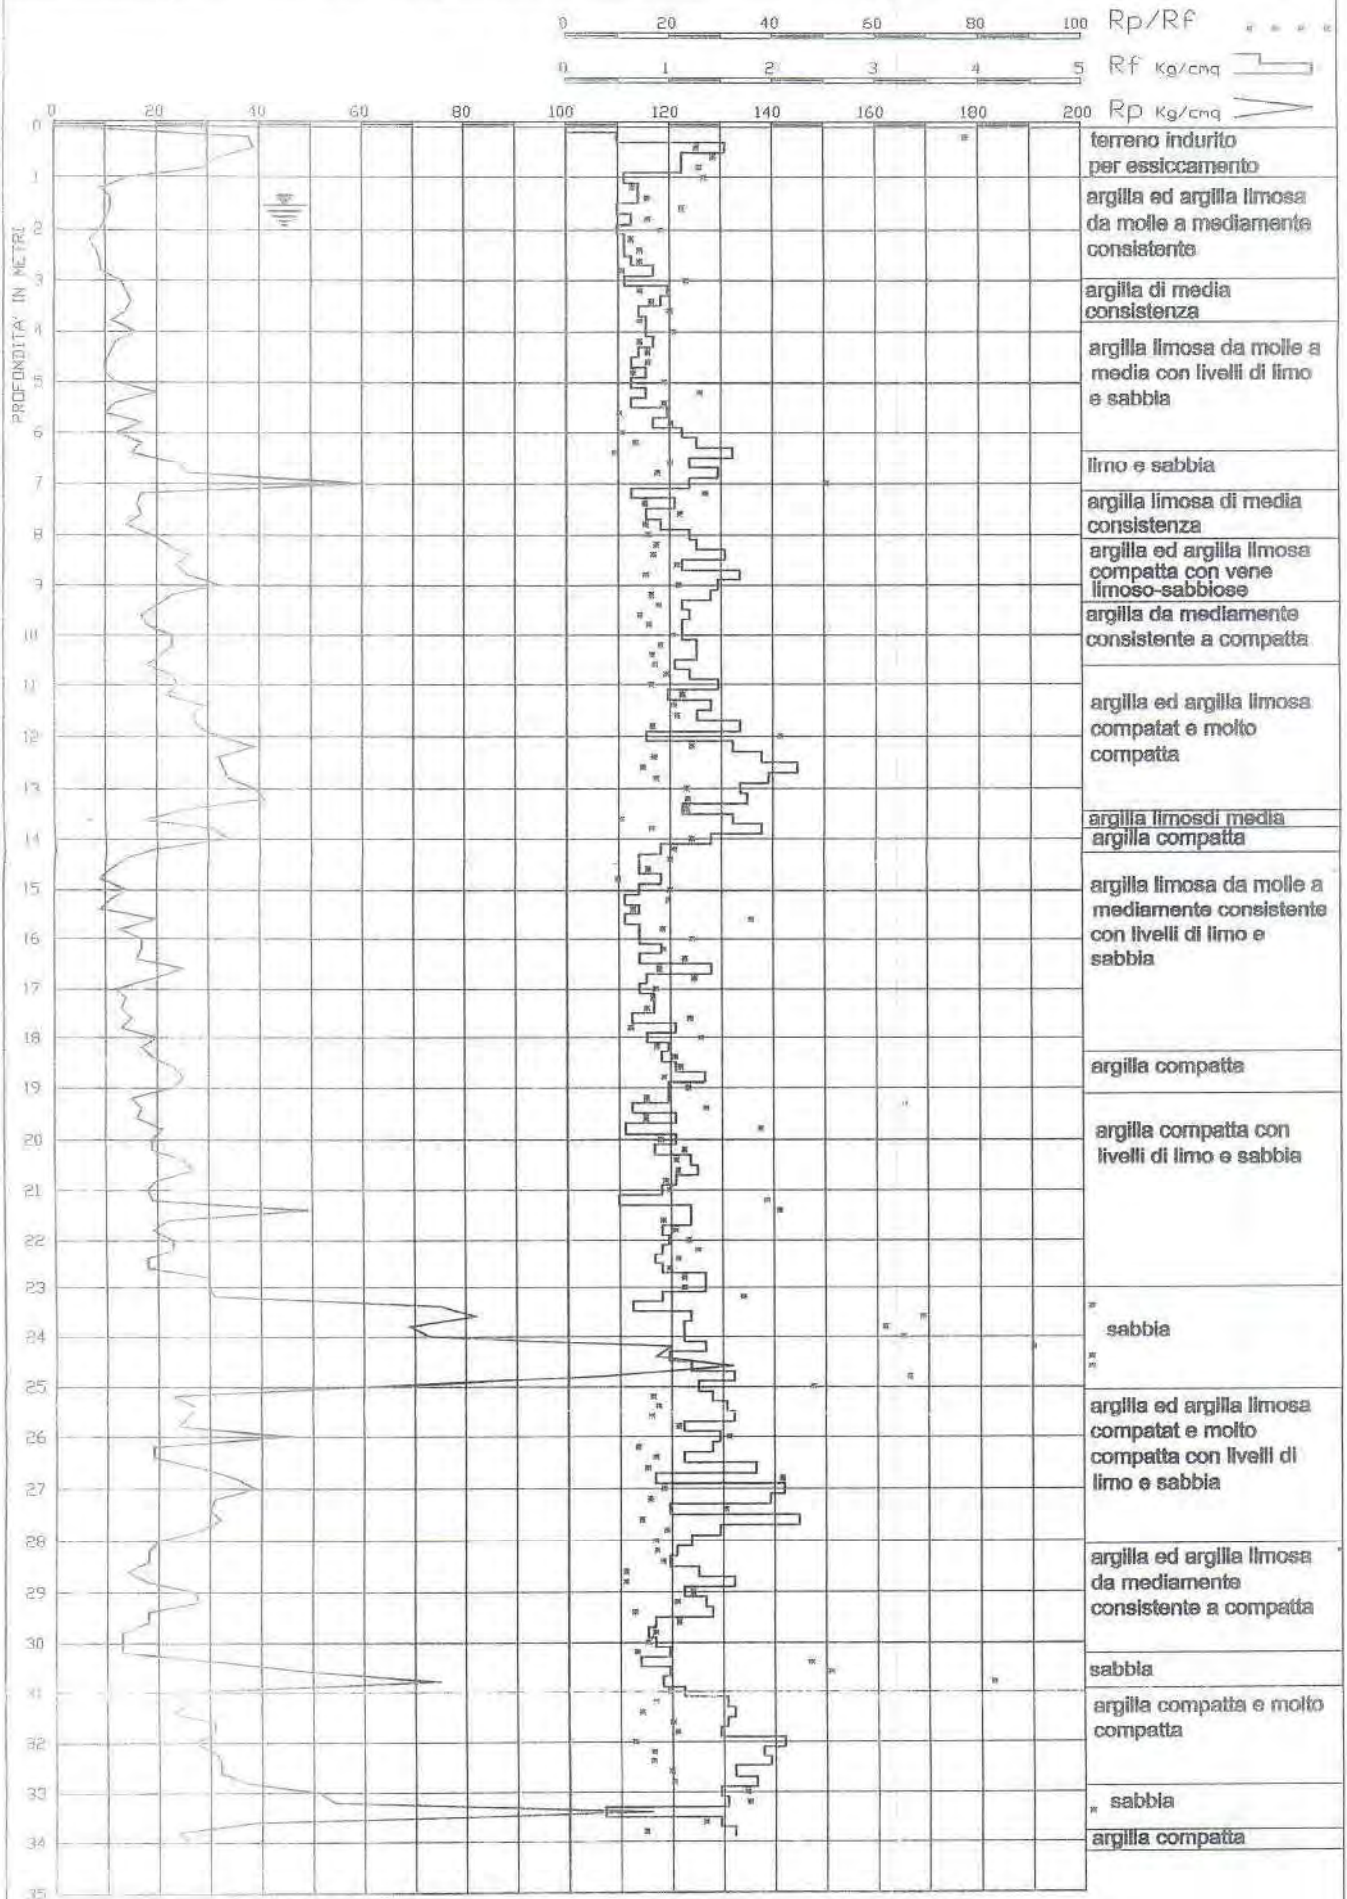 0 20 40 60 80 100 Rp/Rf
0 1 2 3 4 5 Rf Kg/cmq
0 20 40 60 80 100 120 140 160 180 200 Rp Kg/cmq
PROFONDITA' IN METRI
0
terreno indurito
per essiccamento
1
argilla ed argilla limosa
da molle a mediamente
consistente
2
3
argilla di media
consistenza
4
argilla limosa da molle a
media con livelli di limo
e sabbia
5
6
limo e sabbia
7
argilla limosa di media
consistenza
8
argilla ed argilla limosa
compatta con vene
limoso-sabbiose
9
argilla da mediamente
consistente a compatta
10
11
argilla ed argilla limosa
compatat e molto
compatta
12
13
argilla limosdi media
argilla compatta
14
15
argilla limosa da molle a
mediamente consistente
con livelli di limo e
sabbia
16
17
18
argilla compatta
19
20
argilla compatta con
livelli di limo e sabbia
21
22
23
sabbia
24
25
argilla ed argilla limosa
compatat e molto
compatta con livelli di
limo e sabbia
26
27
28
argilla ed argilla limosa
da mediamente
consistente a compatta
29
30
sabbia
31
argilla compatta e molto
compatta
32
33
sabbia
34
argilla compatta
35